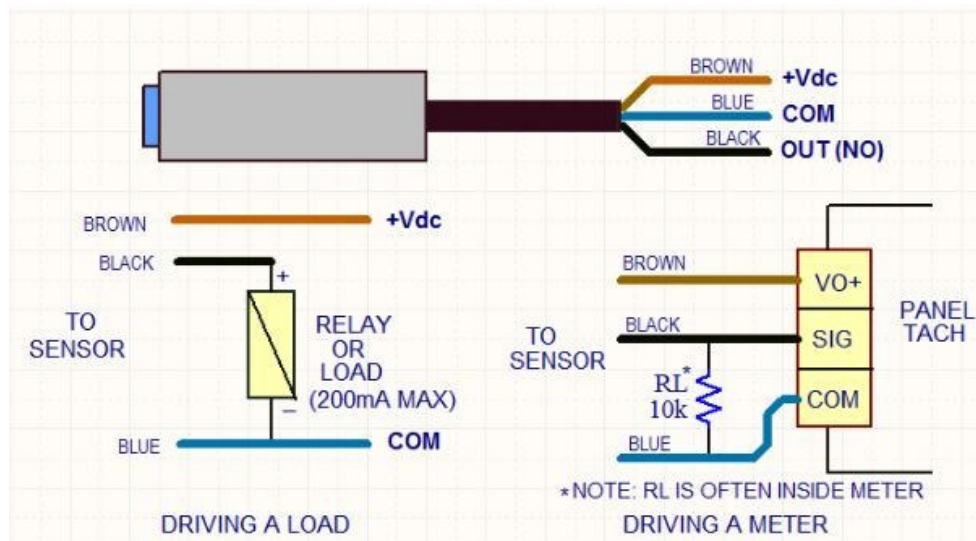 BROWN
+Vdc
BLUE
COM
BLACK
OUT (NO)
BROWN
+Vdc
BLACK
+
TO
SENSOR
RELAY
OR
LOAD
(200mA MAX)
–
BLUE
COM
DRIVING A LOAD
BROWN
VO+
PANEL
TACH
BLACK
SIG
TO
SENSOR
RL*
10k
COM
BLUE
*NOTE: RL IS OFTEN INSIDE METER
DRIVING A METER